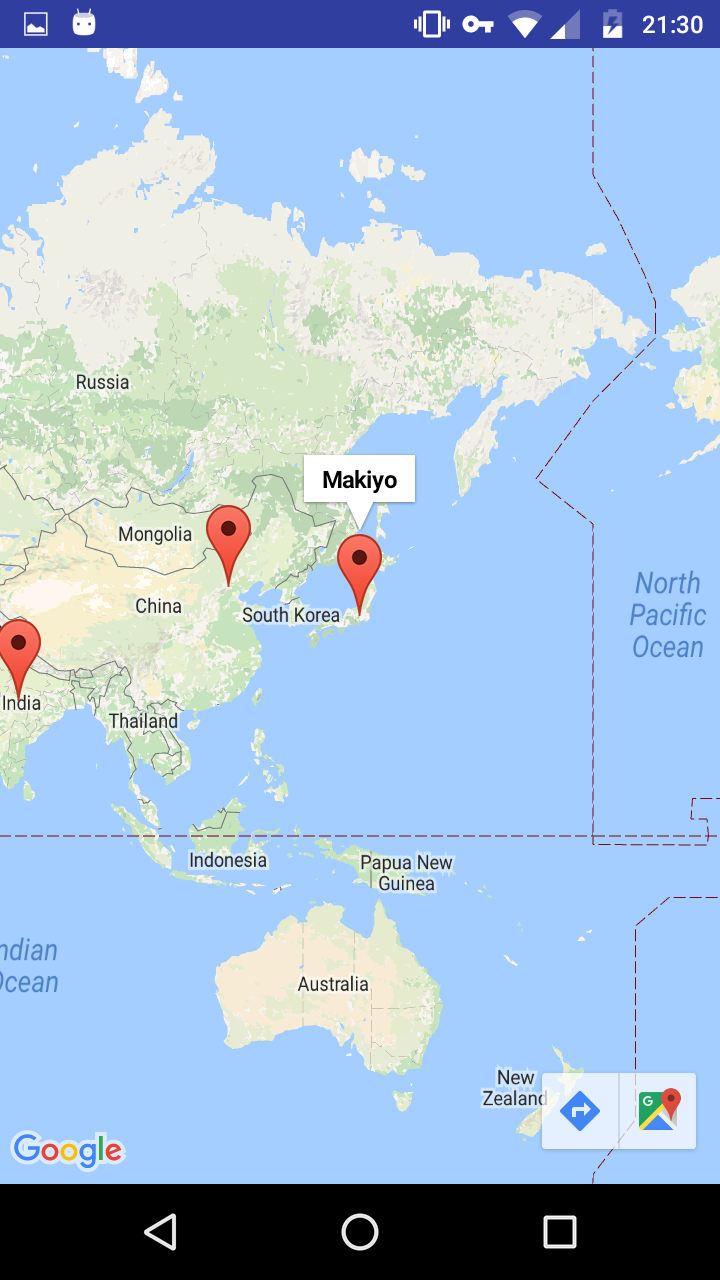 21:30
Russia
Makiyo
Mongolia
China
South Korea
North
Pacific
Ocean
India
Thailand
Indonesia
Papua New
Guinea
ndian
Ocean
Australia
New
Zealand
G
Google